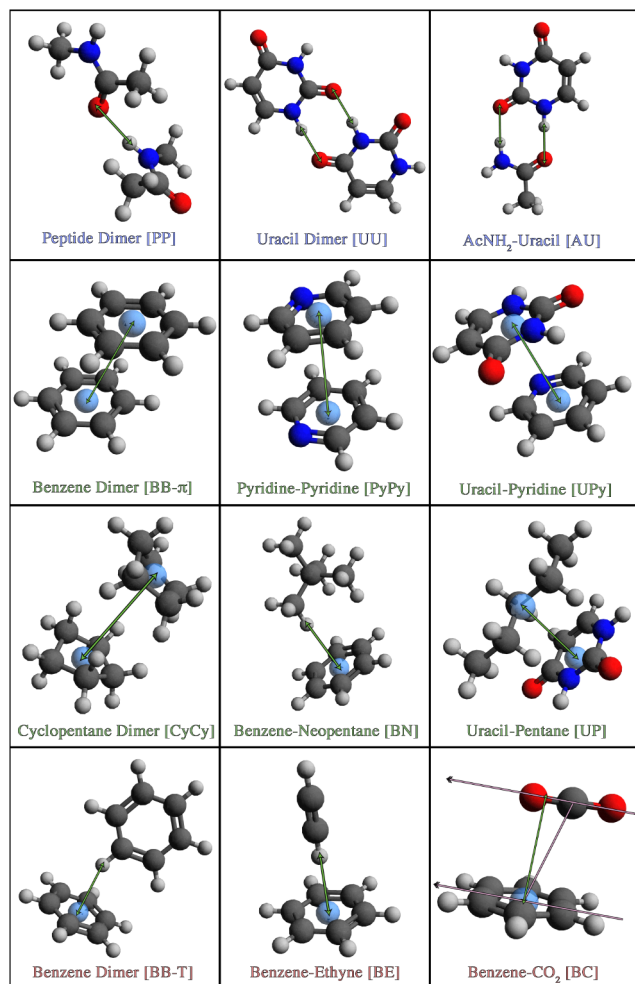 Peptide Dimer [PP]
Uracil Dimer [UU]
AcNH₂-Uracil [AU]
Benzene Dimer [BB-π]
Pyridine-Pyridine [PyPy]
Uracil-Pyridine [UPy]
Cyclopentane Dimer [CyCy]
Benzene-Neopentane [BN]
Uracil-Pentane [UP]
Benzene Dimer [BB-T]
Benzene-Ethyne [BE]
Benzene-CO₂ [BC]